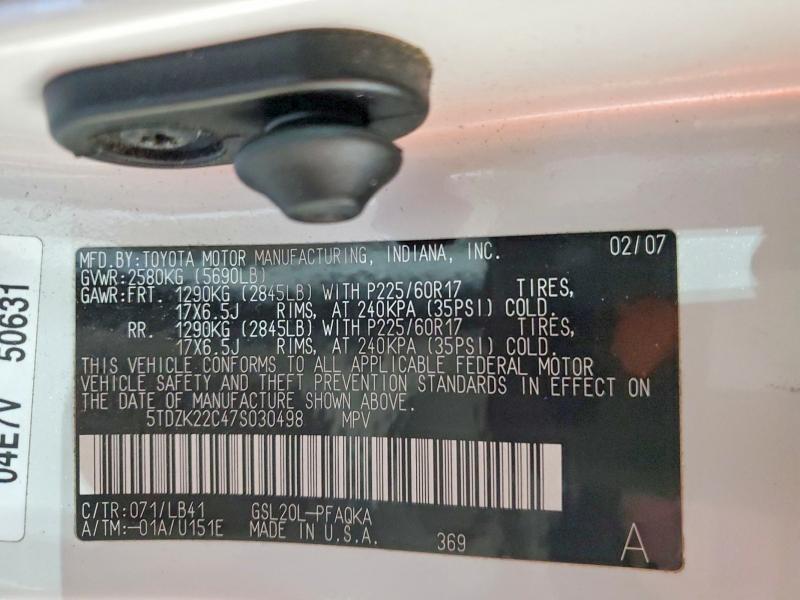 MFD.BY:TOYOTA MOTOR MANUFACTURING, INDIANA, INC. 02/07
GVWR:2580KG (5690LB)
GAWR:FRT. 1290KG (2845LB) WITH P225/60R17 TIRES,
17X6.5J RIMS, AT 240KPA (35PSI) COLD.
RR. 1290KG (2845LB) WITH P225/60R17 TIRES,
17X6.5J RIMS, AT 240KPA (35PSI) COLD.
THIS VEHICLE CONFORMS TO ALL APPLICABLE FEDERAL MOTOR
VEHICLE SAFETY AND THEFT PREVENTION STANDARDS IN EFFECT ON
THE DATE OF MANUFACTURE SHOWN ABOVE.
5TDZK22C47S030498 MPV
C/TR:071/LB41 GSL20L-PFAQKA
A/TM:-01A/U151E MADE IN U.S.A. 369 A
04E7V 50631